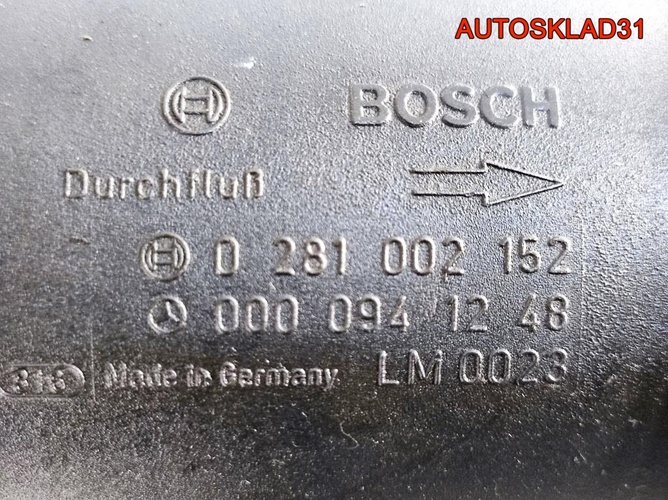 AUTOSKLAD31
BOSCH
Durchfluß
0 281 002 152
000 094 12 48
Made in Germany LM 0023